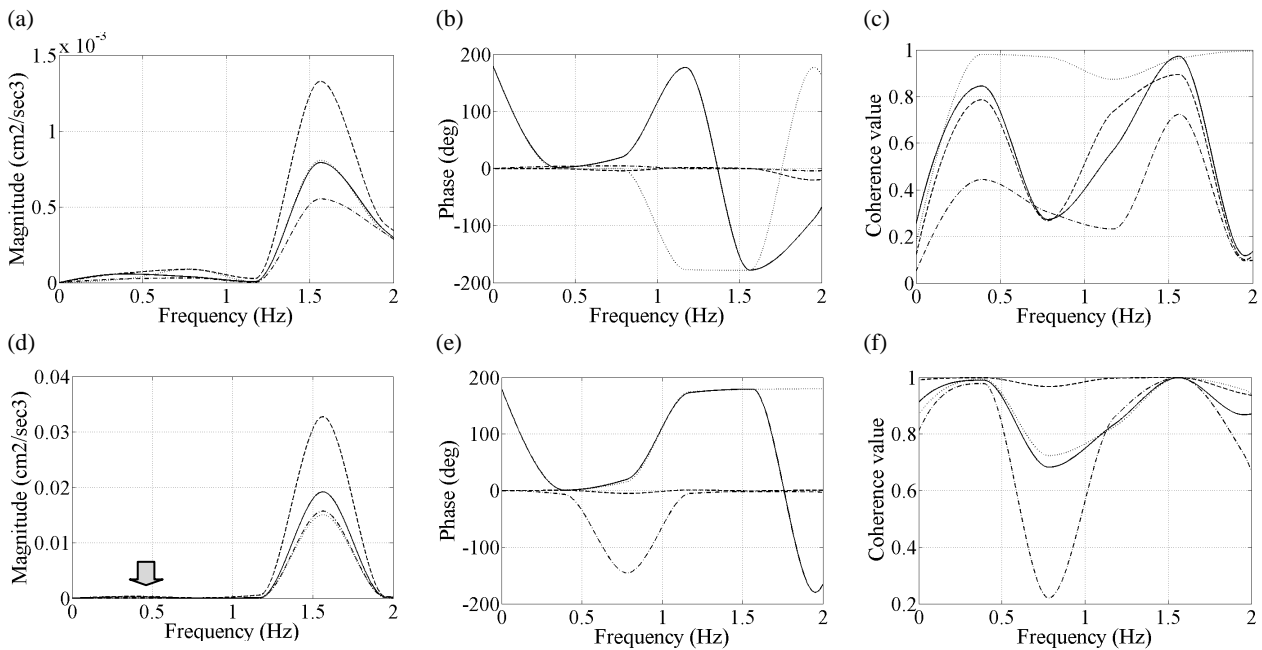 (a)
(b)
(c)
1.5 x 10⁻³
1
0.5
0
Magnitude (cm2/sec3)
0 0.5 1 1.5 2
Frequency (Hz)
200
100
0
-100
-200
Phase (deg)
0 0.5 1 1.5 2
Frequency (Hz)
1
0.8
0.6
0.4
0.2
0
Coherence value
0 0.5 1 1.5 2
Frequency (Hz)
(d)
(e)
(f)
0.04
0.03
0.02
0.01
0
Magnitude (cm2/sec3)
0 0.5 1 1.5 2
Frequency (Hz)
200
100
0
-100
-200
Phase (deg)
0 0.5 1 1.5 2
Frequency (Hz)
1
0.8
0.6
0.4
0.2
Coherence value
0 0.5 1 1.5 2
Frequency (Hz)